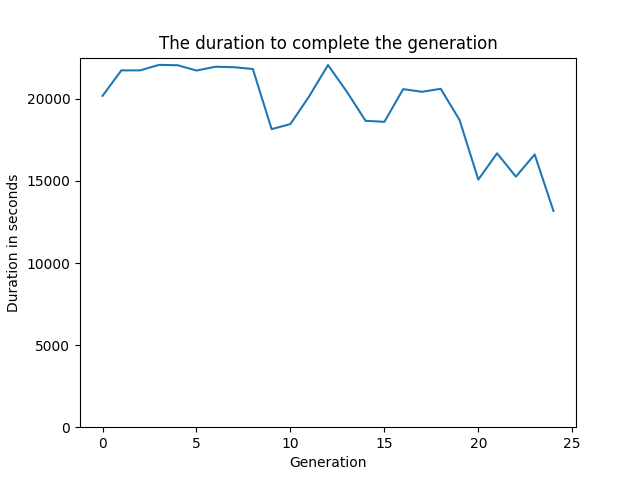 The duration to complete the generation
Duration in seconds
20000
15000
10000
5000
0
0 5 10 15 20 25
Generation